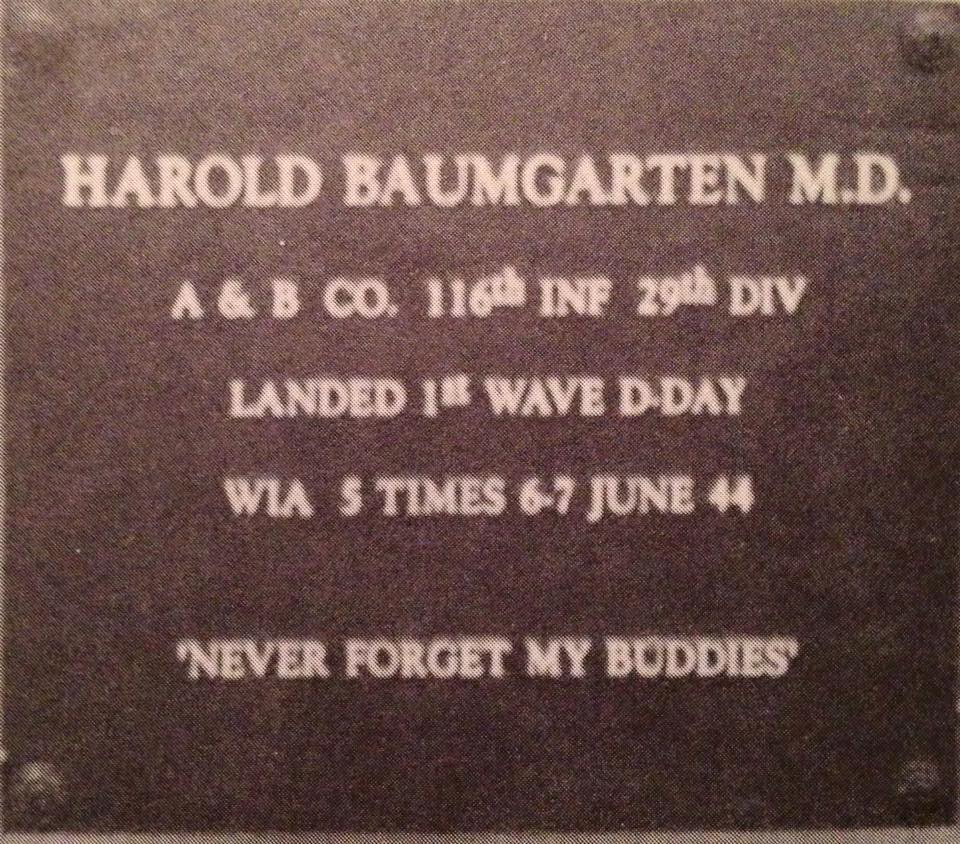 HAROLD BAUMGARTEN M.D.
A & B CO. 116th INF 29th DIV
LANDED 1st WAVE D-DAY
WIA 5 TIMES 6-7 JUNE 44
'NEVER FORGET MY BUDDIES'